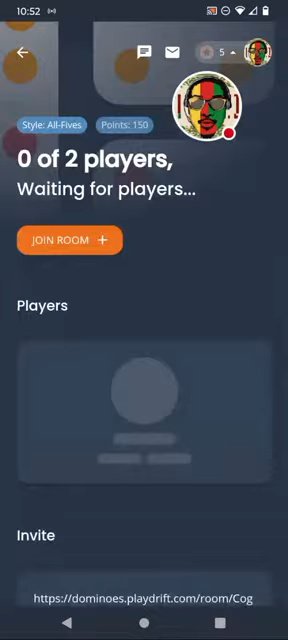 10:52
5
Style: All-Fives
Points: 150
0 of 2 players,
Waiting for players...
JOIN ROOM +
Players
Invite
https://dominoes.playdrift.com/room/Cog